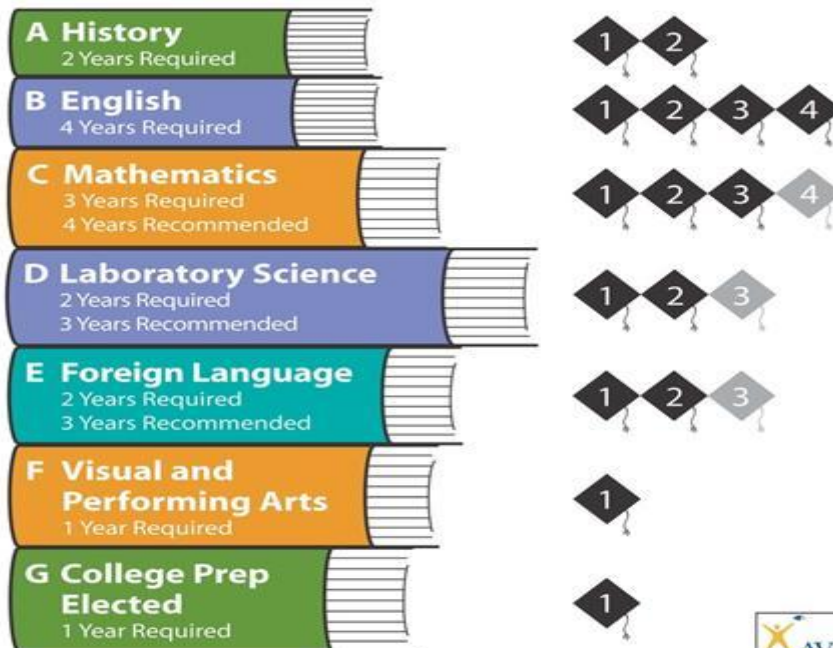 A History
2 Years Required
1 2
B English
4 Years Required
1 2 3 4
C Mathematics
3 Years Required
4 Years Recommended
1 2 3 4
D Laboratory Science
2 Years Required
3 Years Recommended
1 2 3
E Foreign Language
2 Years Required
3 Years Recommended
1 2 3
F Visual and
Performing Arts
1 Year Required
1
G College Prep
Elected
1 Year Required
1